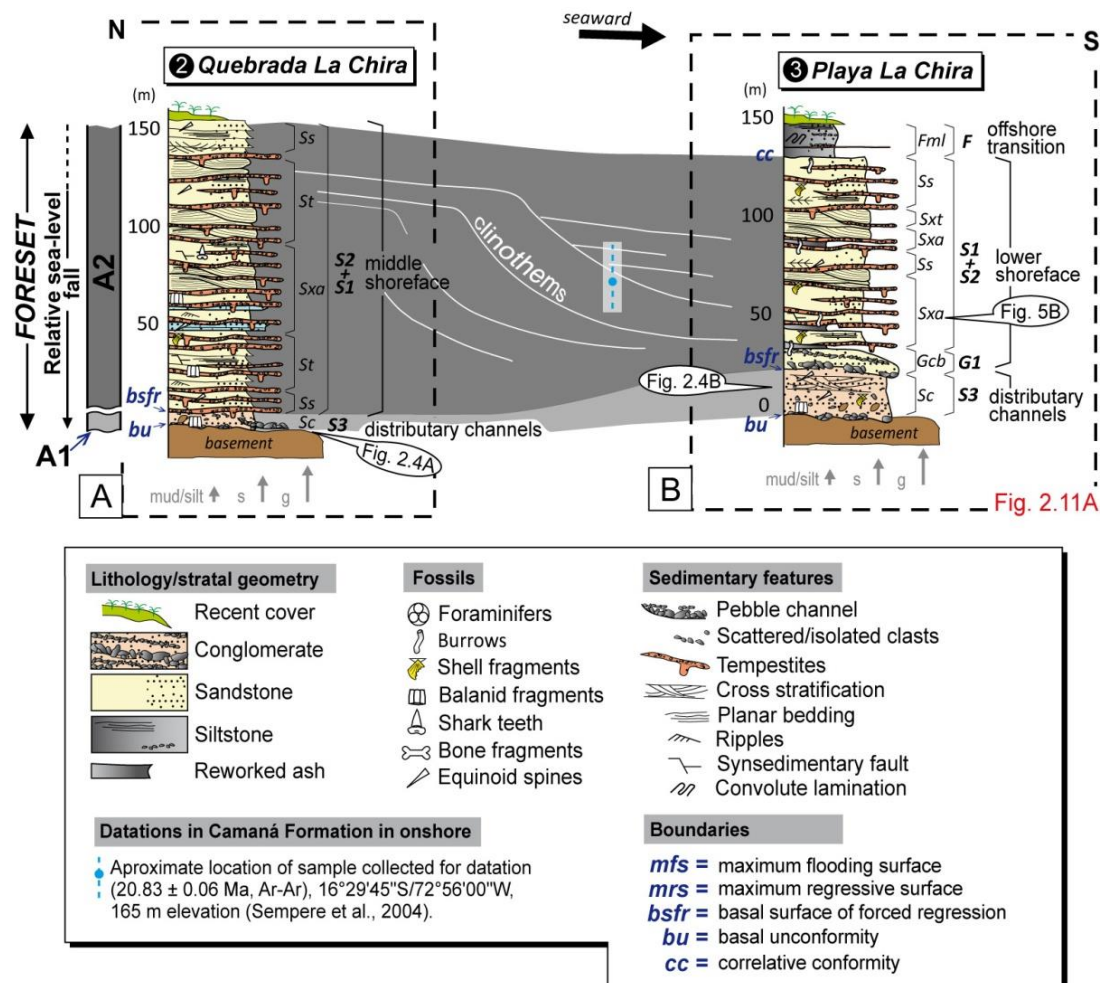 N
seaward
S
❷ Quebrada La Chira
❸ Playa La Chira
(m)
150
100
50
FORESET
Relative sea-level
fall
A2
A1
bsfr
bu
Ss
St
Sxa
St
Ss
Sc
S2
+
S1
middle
shoreface
S3
distributary channels
basement
Fig. 2.4A
mud/silt s g
A
clinothems
(m)
150
100
50
0
cc
bsfr
bu
Fig. 2.4B
Fml
Ss
Sxt
Sxa
Ss
Sxa
Gcb
Sc
F
S1
+
S2
G1
S3
offshore
transition
lower
shoreface
Fig. 5B
distributary
channels
basement
mud/silt s g
B
Fig. 2.11A
Lithology/stratal geometry
Recent cover
Conglomerate
Sandstone
Siltstone
Reworked ash
Fossils
Foraminifers
Burrows
Shell fragments
Balanid fragments
Shark teeth
Bone fragments
Equinoid spines
Sedimentary features
Pebble channel
Scattered/isolated clasts
Tempestites
Cross stratification
Planar bedding
Ripples
Synsedimentary fault
Convolute lamination
Datations in Camaná Formation in onshore
Aproximate location of sample collected for datation
(20.83 ± 0.06 Ma, Ar-Ar), 16°29'45"S/72°56'00"W,
165 m elevation (Sempere et al., 2004).
Boundaries
mfs = maximum flooding surface
mrs = maximum regressive surface
bsfr = basal surface of forced regression
bu = basal unconformity
cc = correlative conformity